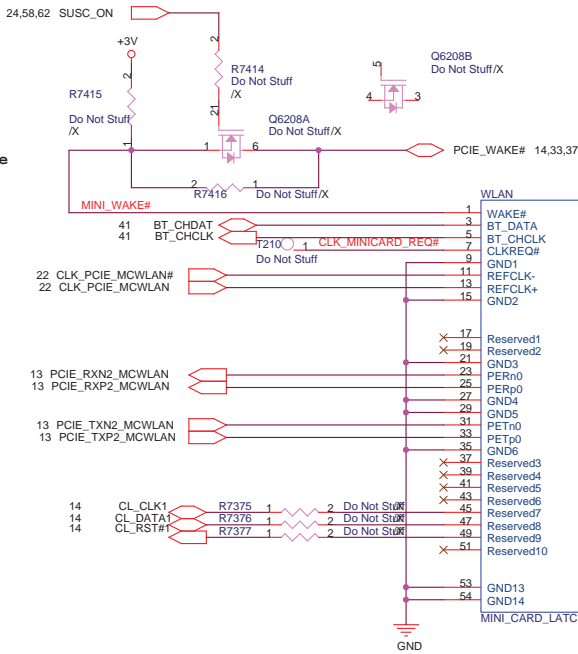 24,58,62 SUSC_ON
+3V
2
R7414
Do Not Stuff
/X
2
R7415
Do Not Stuff
/X
1
21
Q6208A
Do Not Stuff/X
1 6
5
Q6208B
Do Not Stuff/X
4 3
PCIE_WAKE# 14,33,37
e
2 1
R7416 Do Not Stuff/X
MINI_WAKE#
WLAN
1 WAKE#
41 BT_CHDAT 3 BT_DATA
41 BT_CHCLK 5 BT_CHCLK
T210 1 CLK_MINICARD_REQ# 7 CLKREQ#
Do Not Stuff
9 GND1
22 CLK_PCIE_MCWLAN# 11 REFCLK-
22 CLK_PCIE_MCWLAN 13 REFCLK+
15 GND2
17 Reserved1
19 Reserved2
21 GND3
13 PCIE_RXN2_MCWLAN 23 PERn0
13 PCIE_RXP2_MCWLAN 25 PERp0
27 GND4
29 GND5
13 PCIE_TXN2_MCWLAN 31 PETn0
13 PCIE_TXP2_MCWLAN 33 PETp0
35 GND6
37 Reserved3
39 Reserved4
41 Reserved5
43 Reserved6
14 CL_CLK1 R7375 1 2 Do Not Stuff/X 45 Reserved7
14 CL_DATA1 R7376 1 2 Do Not Stuff/X 47 Reserved8
14 CL_RST#1 R7377 1 2 Do Not Stuff/X 49 Reserved9
51 Reserved10
53 GND13
54 GND14
MINI_CARD_LATC
GND